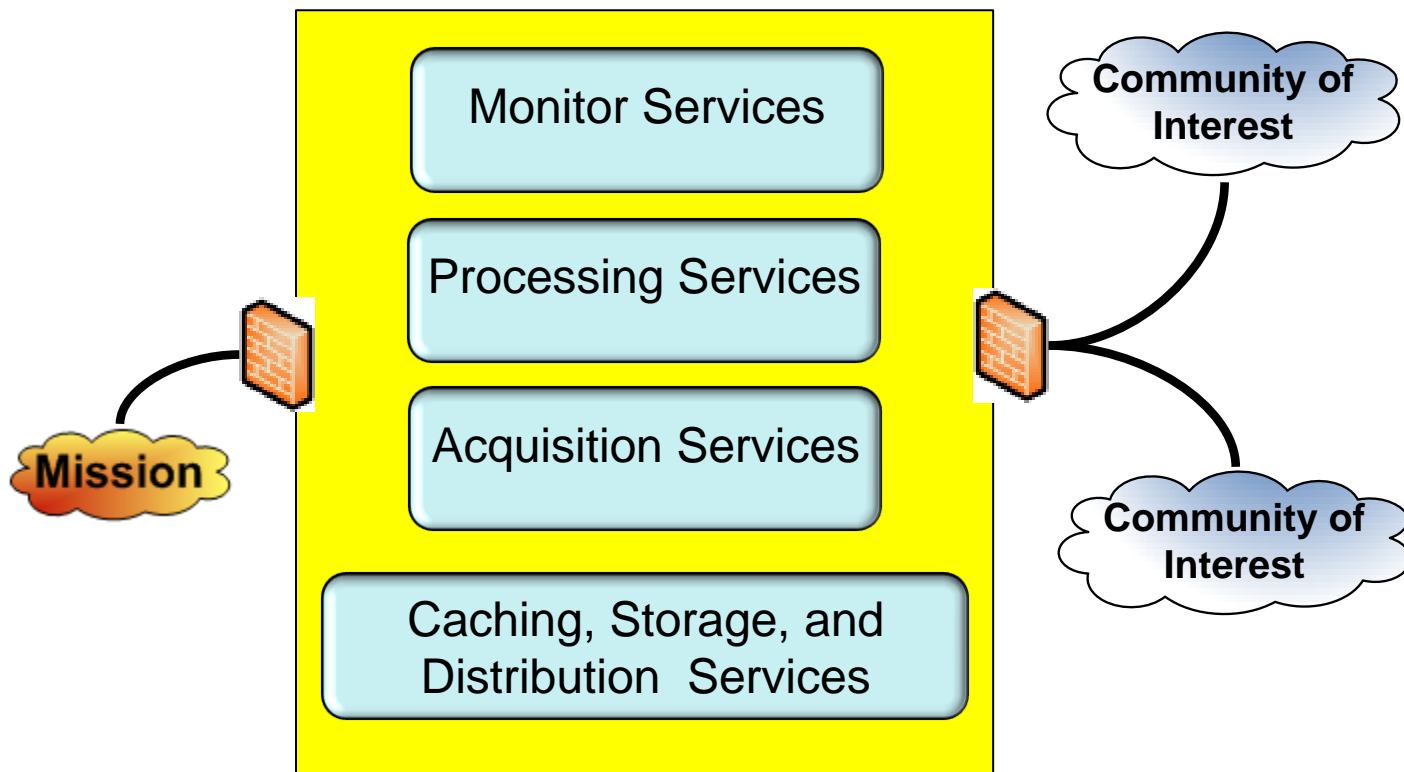 Monitor Services
Processing Services
Acquisition Services
Caching, Storage, and
Distribution Services
Mission
Community of
Interest
Community of
Interest